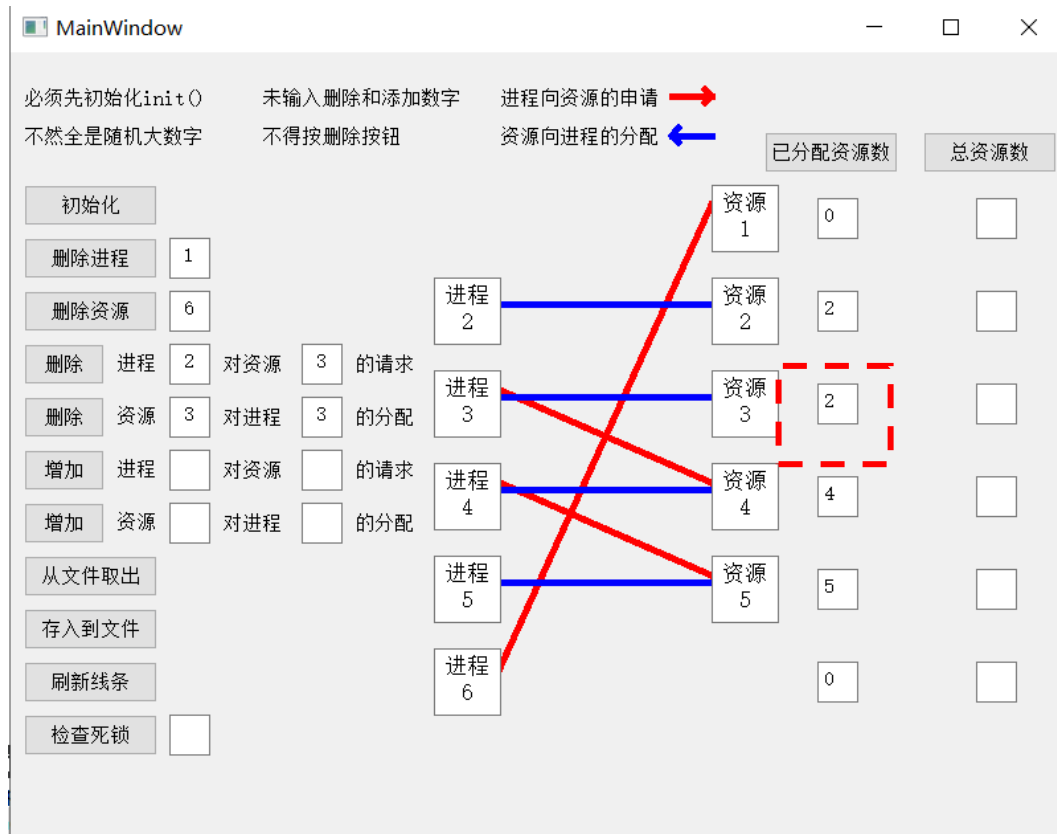 MainWindow
必须先初始化init() 未输入删除和添加数字 进程向资源的申请
不然全是随机大数字 不得按删除按钮 资源向进程的分配
已分配资源数 总资源数
初始化 资源 1 0
删除进程 1
进程 2 资源 2 2
删除资源 6
删除 进程 2 对资源 3 的请求
进程 3 资源 3 2
删除 资源 3 对进程 3 的分配
增加 进程 对资源 的请求
进程 4 资源 4 4
增加 资源 对进程 的分配
从文件取出
进程 5 资源 5 5
存入到文件
刷新线条
进程 6 0
检查死锁